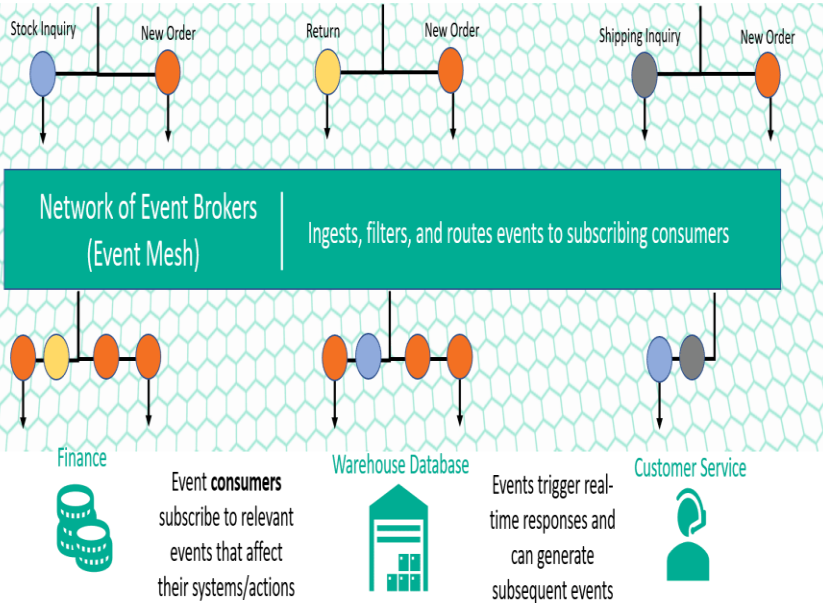 Stock Inquiry
New Order
Return
New Order
Shipping Inquiry
New Order
Network of Event Brokers
(Event Mesh)
Ingests, filters, and routes events to subscribing consumers
Finance
Event consumers
subscribe to relevant
events that affect
their systems/actions
Warehouse Database
Events trigger real-
time responses and
can generate
subsequent events
Customer Service